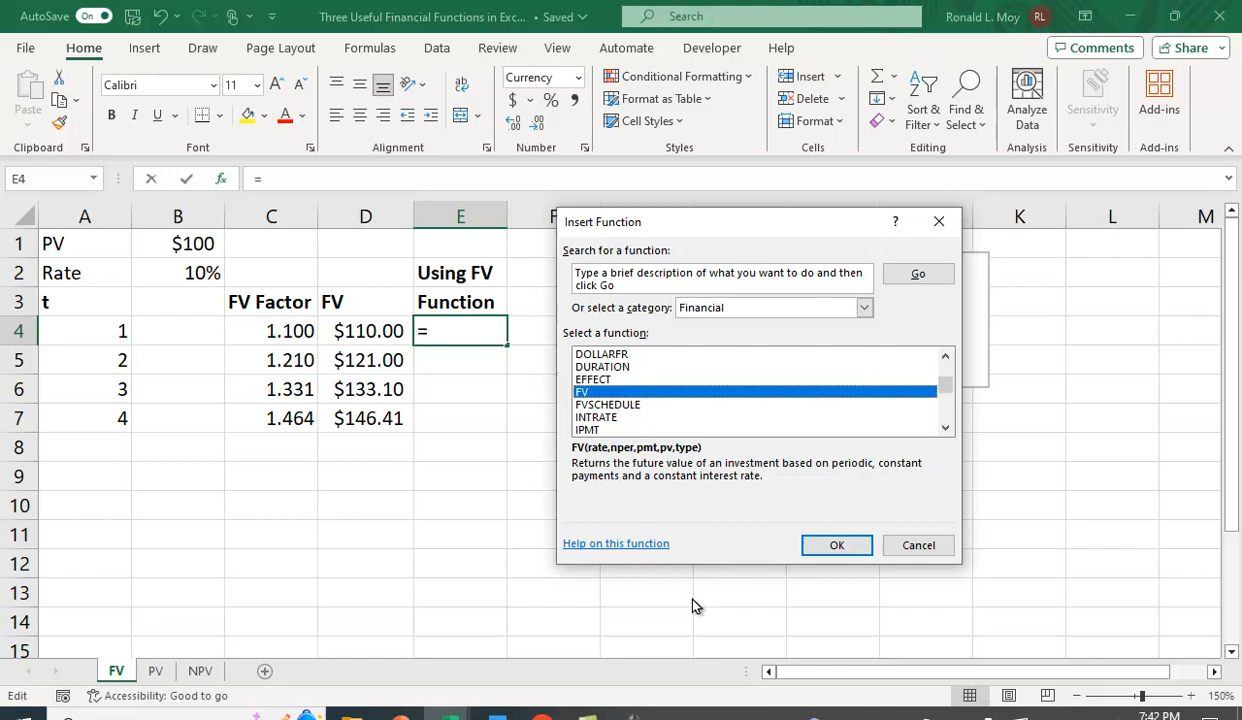 AutoSave On Three Useful Financial Functions in Exc... • Saved Search Ronald L. Moy RL
File Home Insert Draw Page Layout Formulas Data Review View Automate Developer Help Comments Share
Paste Calibri 11 A A B I U A Currency $ % , Conditional Formatting Format as Table Cell Styles Insert Delete Format Sort & Filter Find & Select Analyze Data Sensitivity Add-ins
Clipboard Font Alignment Number Styles Cells Editing Analysis Sensitivity Add-ins
E4 fx =
A B C D E F K L M
1 PV $100
2 Rate 10% Using FV
3 t FV Factor FV Function
4 1 1.100 $110.00 =
5 2 1.210 $121.00
6 3 1.331 $133.10
7 4 1.464 $146.41
8
9
10
11
12
13
14
15
Insert Function ?
Search for a function:
Type a brief description of what you want to do and then
click Go
Go
Or select a category: Financial
Select a function:
DOLLARFR
DURATION
EFFECT
FV
FVSCHEDULE
INTRATE
IPMT
FV(rate,nper,pmt,pv,type)
Returns the future value of an investment based on periodic, constant
payments and a constant interest rate.
Help on this function OK Cancel
FV PV NPV
Edit Accessibility: Good to go 150%
7:42 PM